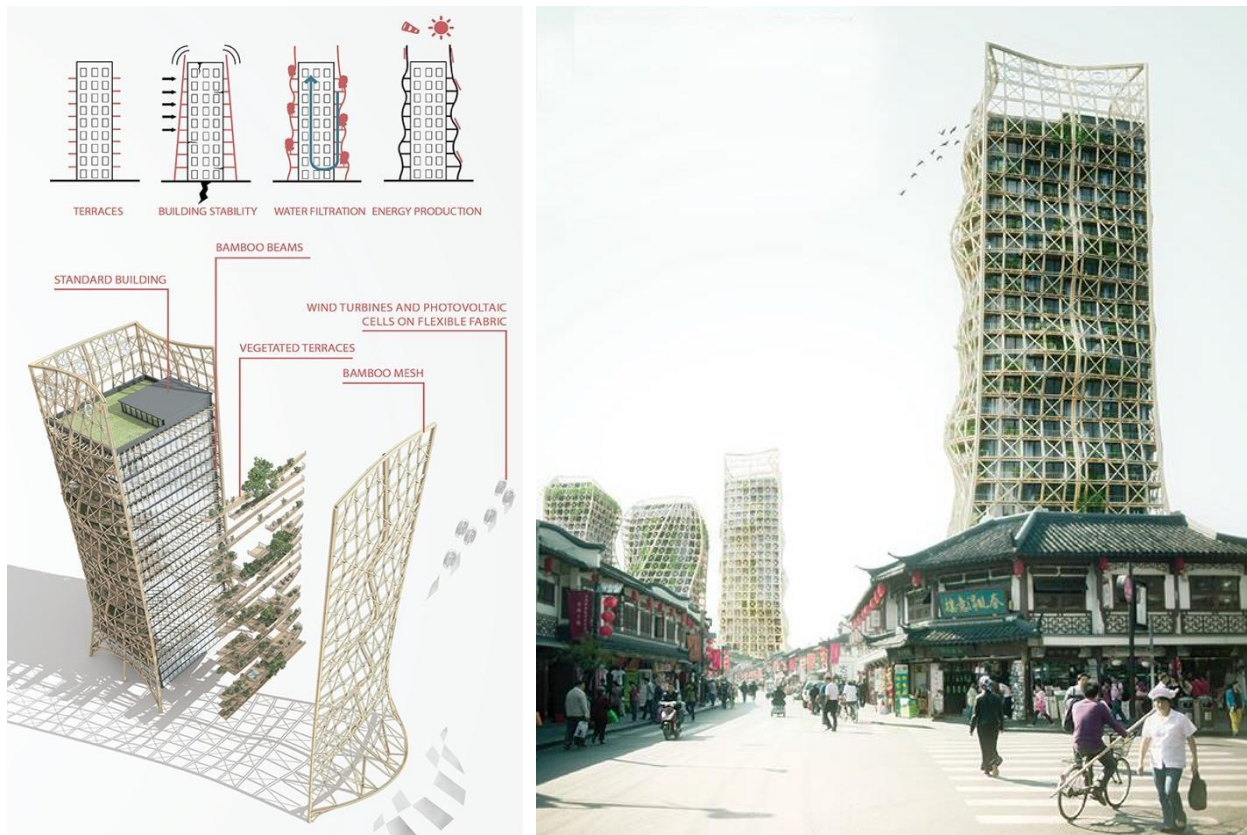 TERRACES
BUILDING STABILITY
WATER FILTRATION
ENERGY PRODUCTION
BAMBOO BEAMS
STANDARD BUILDING
WIND TURBINES AND PHOTOVOLTAIC
CELLS ON FLEXIBLE FABRIC
VEGETATED TERRACES
BAMBOO MESH